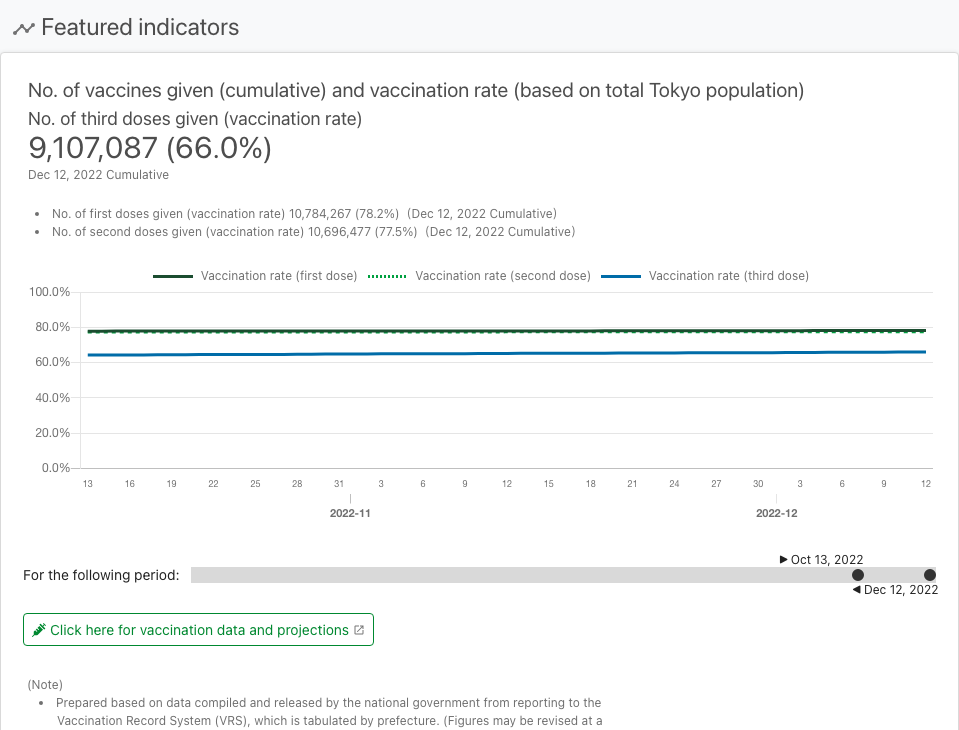 Featured indicators
No. of vaccines given (cumulative) and vaccination rate (based on total Tokyo population)
No. of third doses given (vaccination rate)
9,107,087 (66.0%)
Dec 12, 2022 Cumulative
• No. of first doses given (vaccination rate) 10,784,267 (78.2%) (Dec 12, 2022 Cumulative)
• No. of second doses given (vaccination rate) 10,696,477 (77.5%) (Dec 12, 2022 Cumulative)
Vaccination rate (first dose) Vaccination rate (second dose) Vaccination rate (third dose)
100.0%
80.0%
60.0%
40.0%
20.0%
0.0%
13 16 19 22 25 28 31 3 6 9 12 15 18 21 24 27 30 3 6 9 12
2022-11 2022-12
▶ Oct 13, 2022
For the following period:
◀ Dec 12, 2022
Click here for vaccination data and projections
(Note)
• Prepared based on data compiled and released by the national government from reporting to the
Vaccination Record System (VRS), which is tabulated by prefecture. (Figures may be revised at a